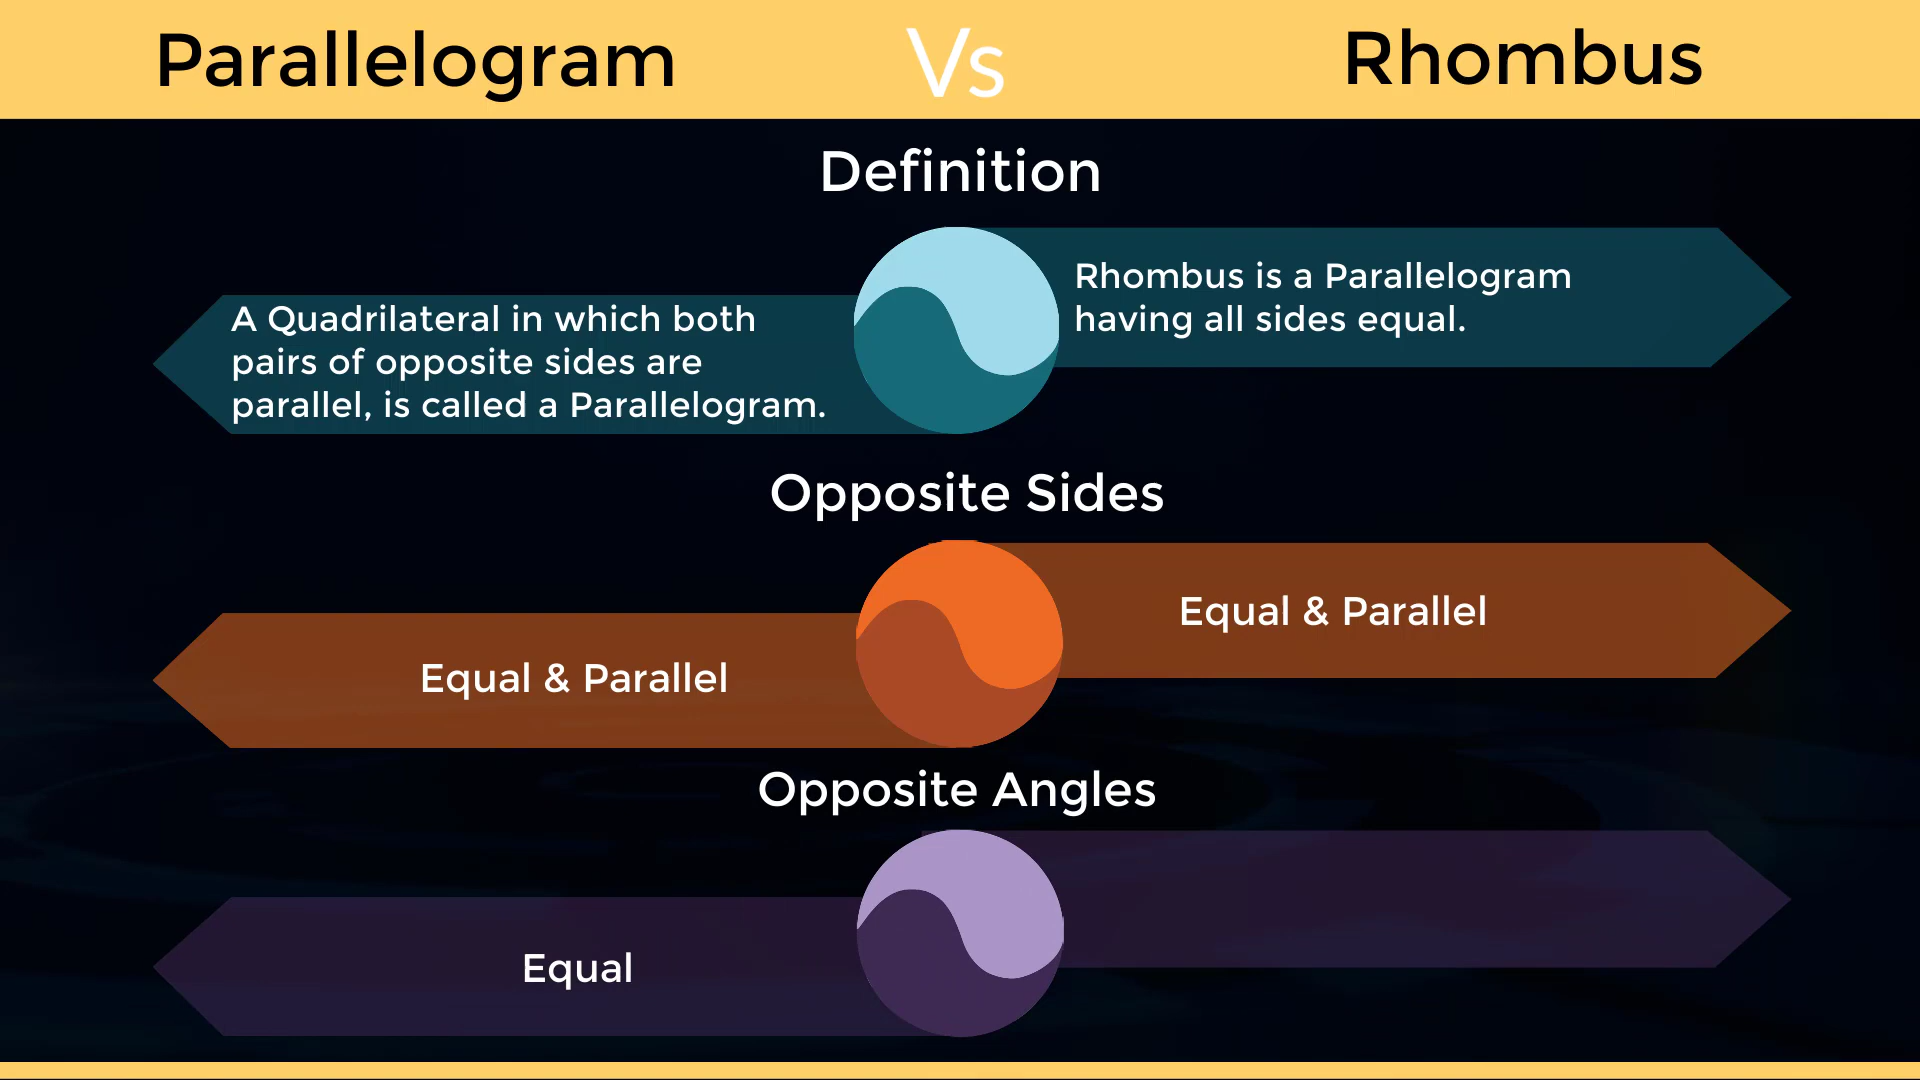 Parallelogram Vs Rhombus
Definition
A Quadrilateral in which both
pairs of opposite sides are
parallel, is called a Parallelogram.
Rhombus is a Parallelogram
having all sides equal.
Opposite Sides
Equal & Parallel
Equal & Parallel
Opposite Angles
Equal